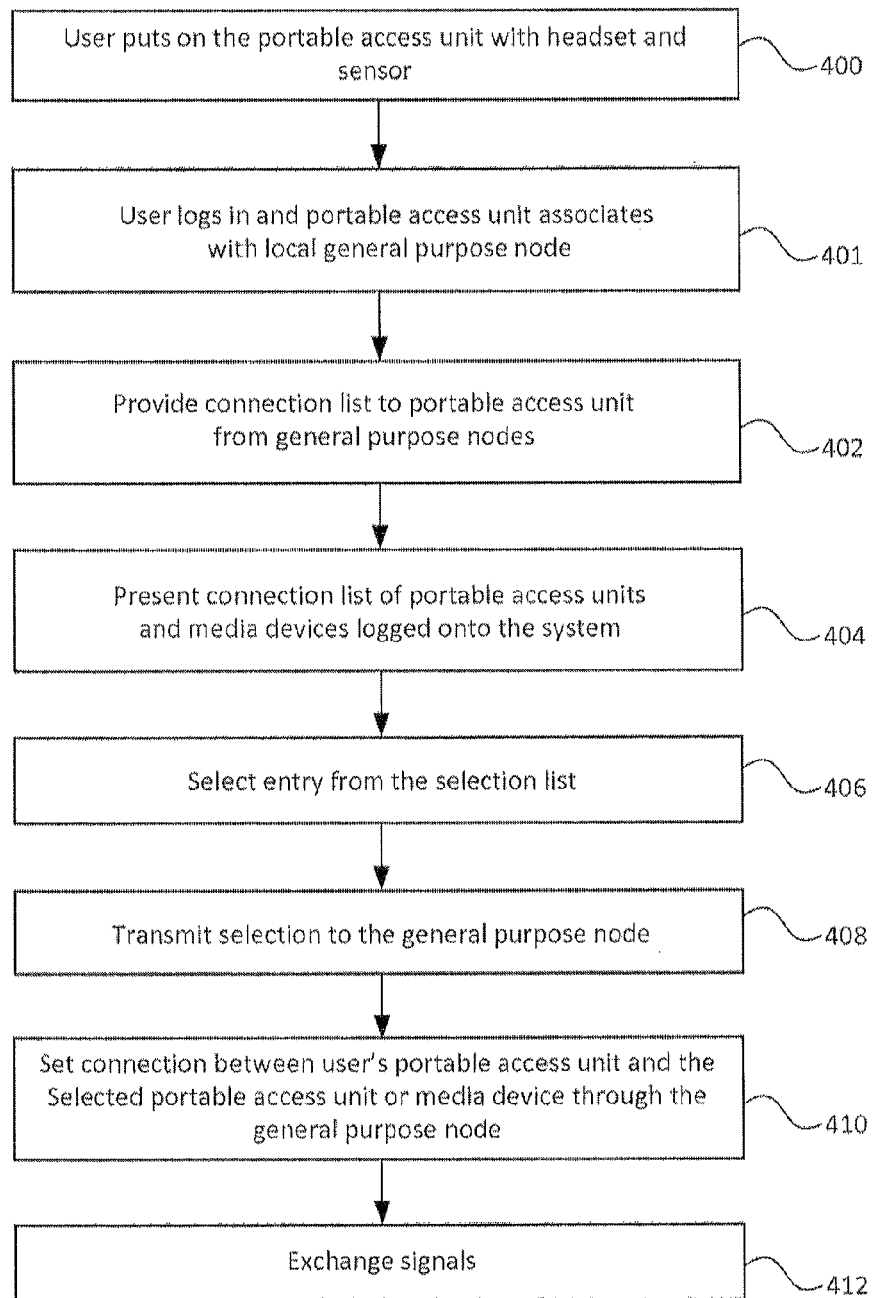 User puts on the portable access unit with headset and
sensor
400
User logs in and portable access unit associates
with local general purpose node
401
Provide connection list to portable access unit
from general purpose nodes
402
Present connection list of portable access units
and media devices logged onto the system
404
Select entry from the selection list
406
Transmit selection to the general purpose node
408
Set connection between user's portable access unit and the
Selected portable access unit or media device through the
general purpose node
410
Exchange signals
412